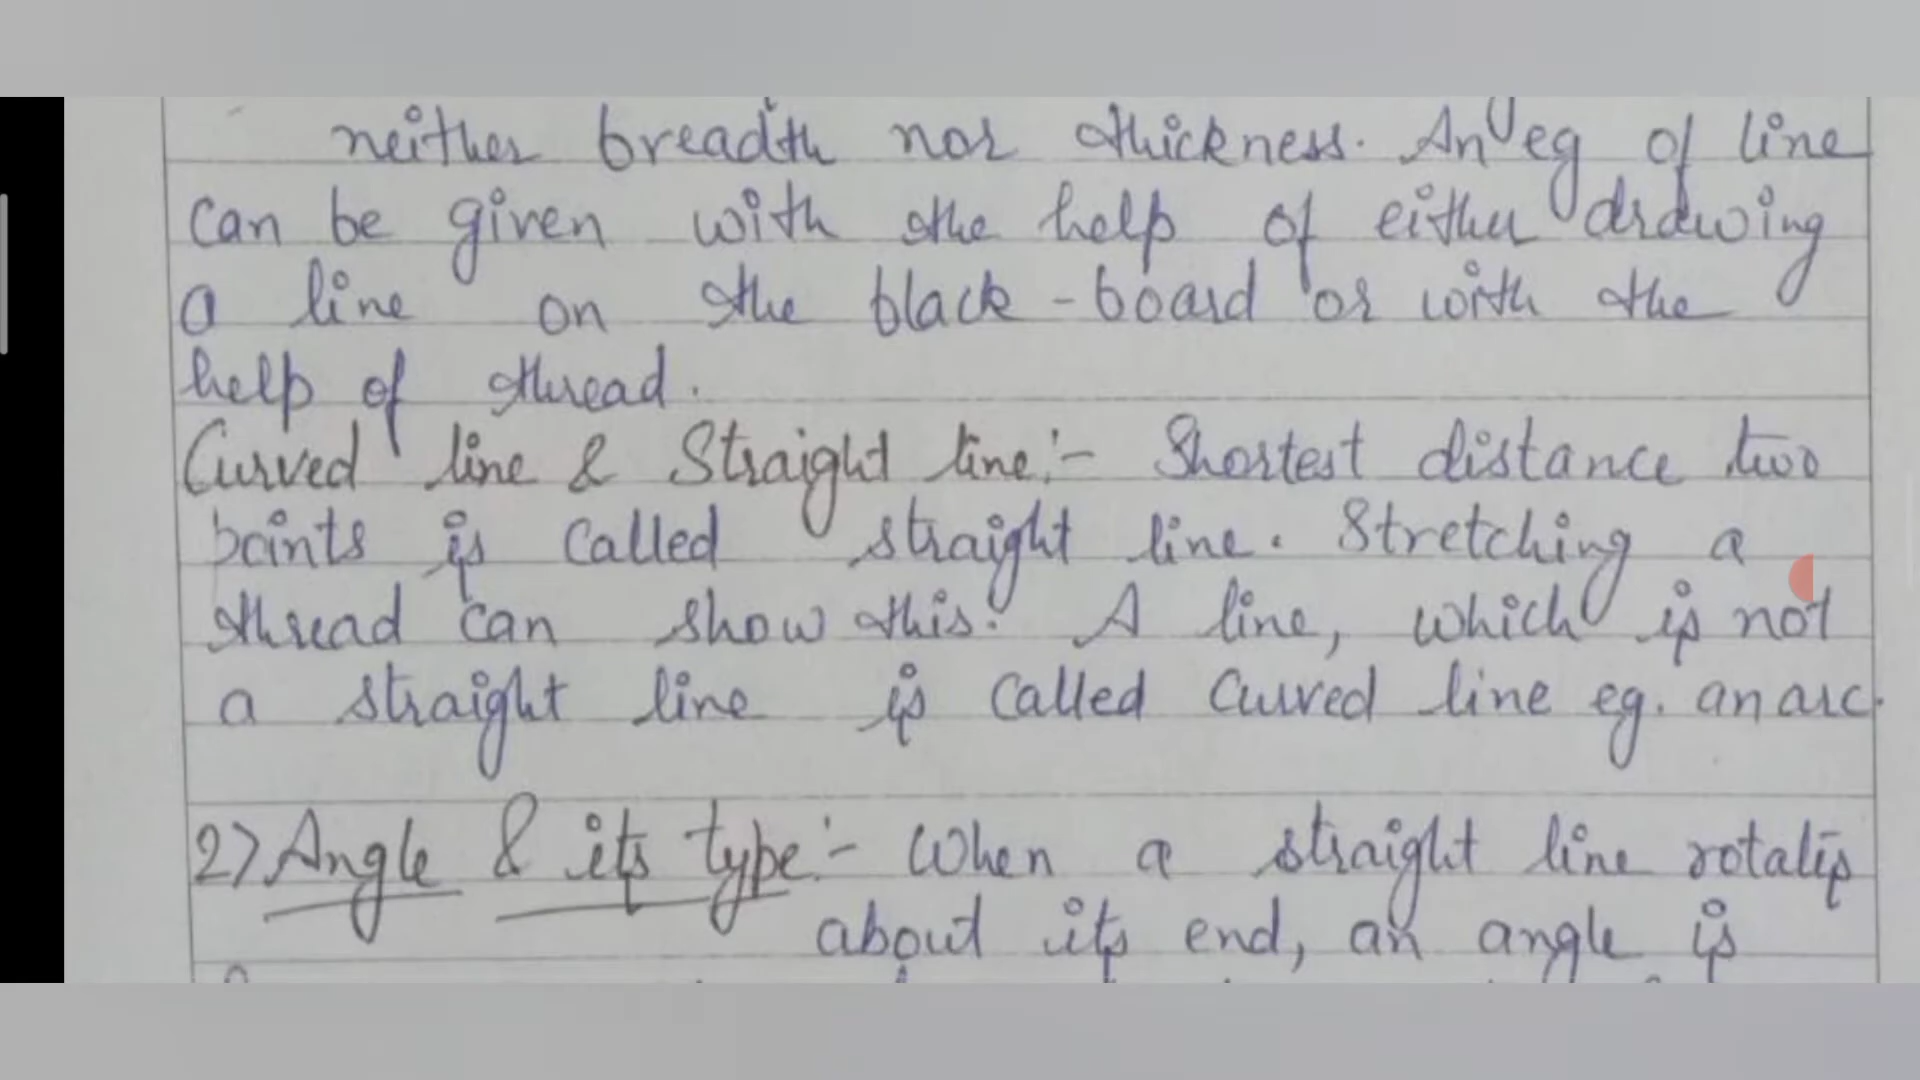 neither breadth nor thickness. An eg of line
can be given with the help of either drawing
a line on the black-board or with the
help of thread.
Curved line & Straight line:- Shortest distance two
points is called straight line. Stretching a
thread can show this. A line, which is not
a straight line is called curved line eg. an arc.
2) Angle & its type:- When a straight line rotatis
about its end, an angle is